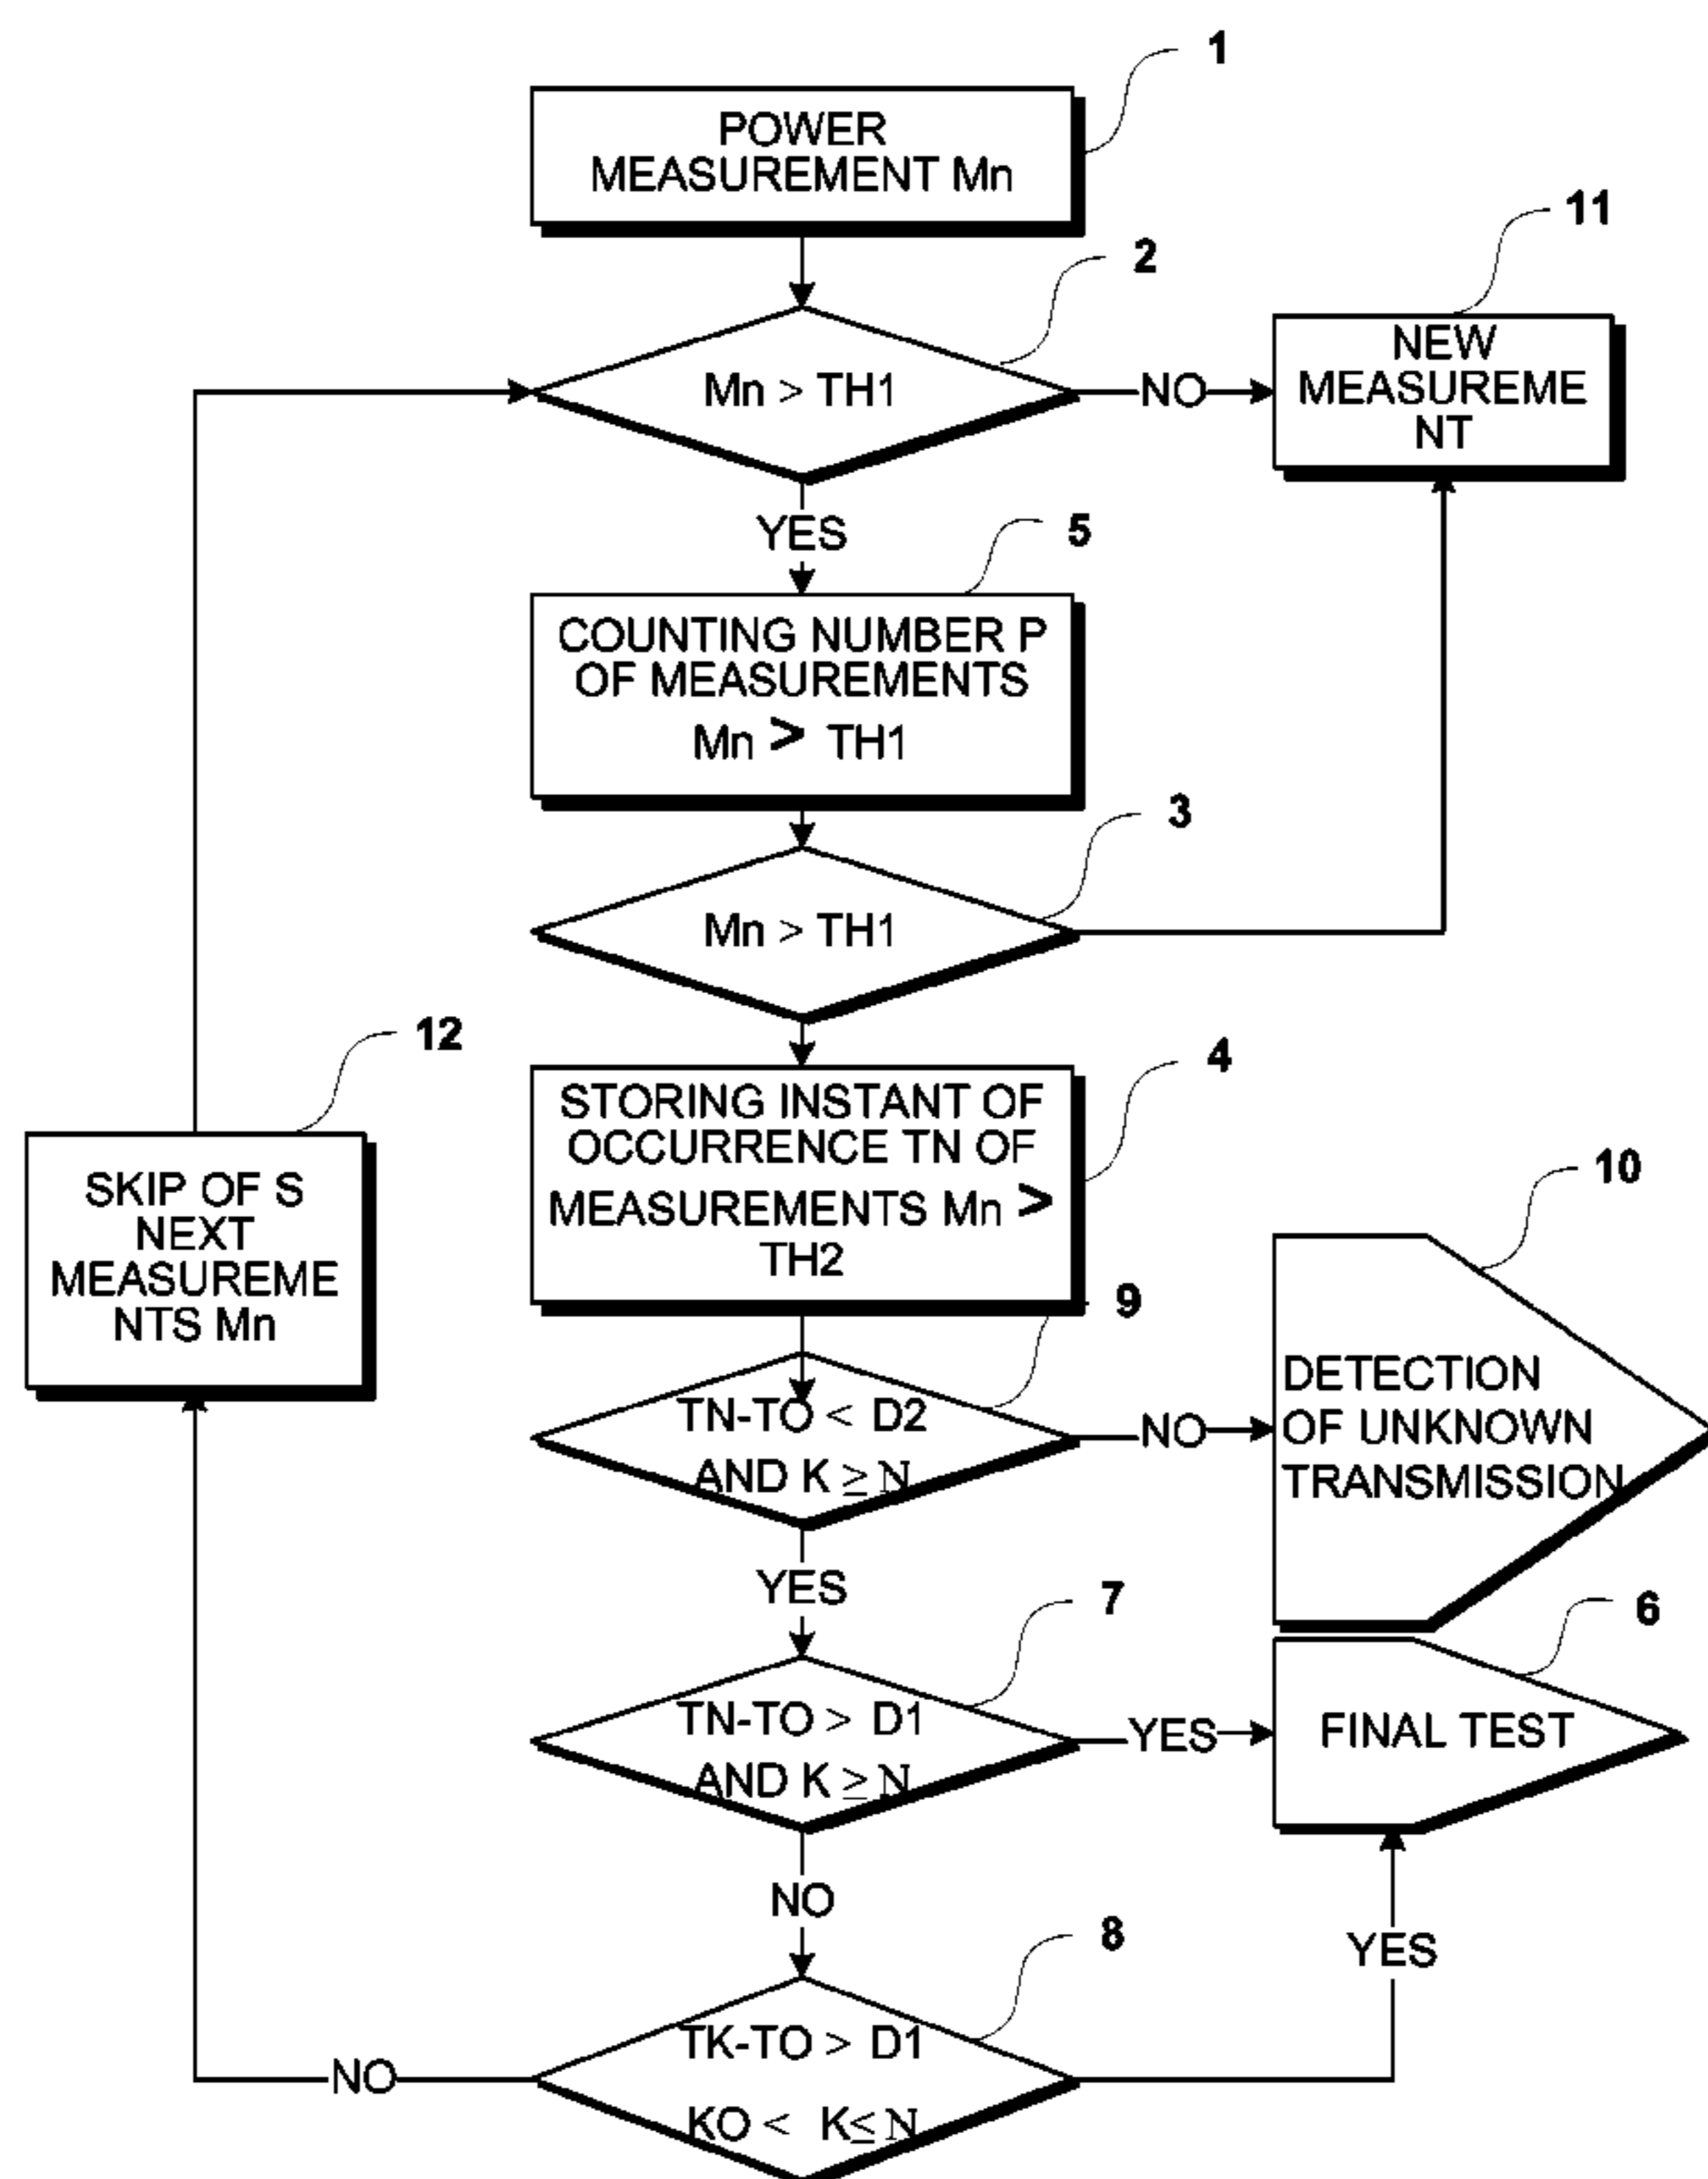 1
POWER
MEASUREMENT Mn
11
2
NEW
MEASUREME
NT
Mn > TH1
NO
YES
5
COUNTING NUMBER P
OF MEASUREMENTS
Mn > TH1
3
Mn > TH1
12
4
STORING INSTANT OF
OCCURRENCE TN OF
MEASUREMENTS Mn >
TH2
SKIP OF S
NEXT
MEASUREME
NTS Mn
10
9
DETECTION
OF UNKNOWN
TRANSMISSION
TN-TO < D2
AND K ≥ N
NO
YES
7
6
TN-TO > D1
AND K ≥ N
YES
FINAL TEST
NO
8
YES
TK-TO > D1
KO < K ≤ N
NO